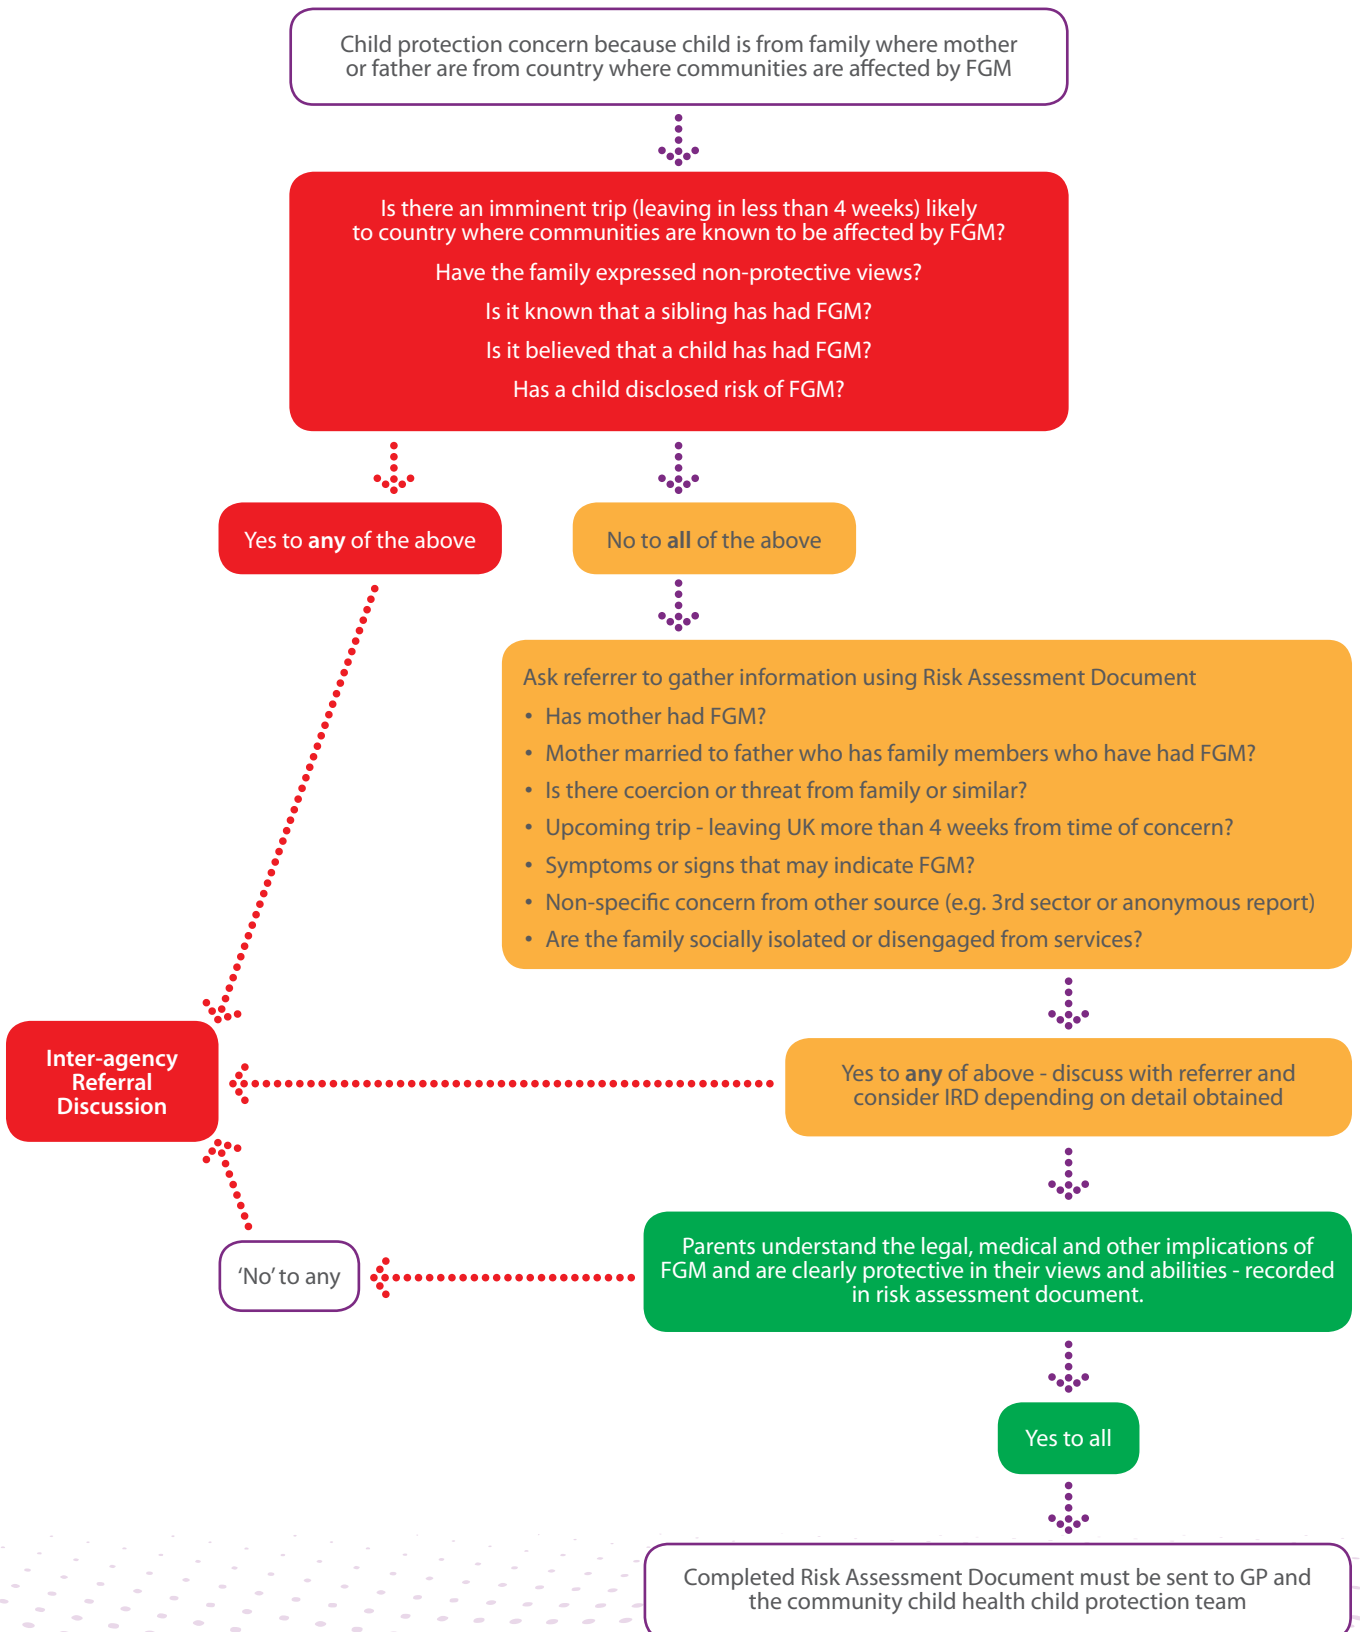 Child protection concern because child is from family where mother
or father are from country where communities are affected by FGM
Is there an imminent trip (leaving in less than 4 weeks) likely
to country where communities are known to be affected by FGM?
Have the family expressed non-protective views?
Is it known that a sibling has had FGM?
Is it believed that a child has had FGM?
Has a child disclosed risk of FGM?
Yes to any of the above
No to all of the above
Ask referrer to gather information using Risk Assessment Document
• Has mother had FGM?
• Mother married to father who has family members who have had FGM?
• Is there coercion or threat from family or similar?
• Upcoming trip - leaving UK more than 4 weeks from time of concern?
• Symptoms or signs that may indicate FGM?
• Non-specific concern from other source (e.g. 3rd sector or anonymous report)
• Are the family socially isolated or disengaged from services?
Inter-agency
Referral
Discussion
Yes to any of above - discuss with referrer and
consider IRD depending on detail obtained
Parents understand the legal, medical and other implications of
FGM and are clearly protective in their views and abilities - recorded
in risk assessment document.
‘No’ to any
Yes to all
Completed Risk Assessment Document must be sent to GP and
the community child health child protection team